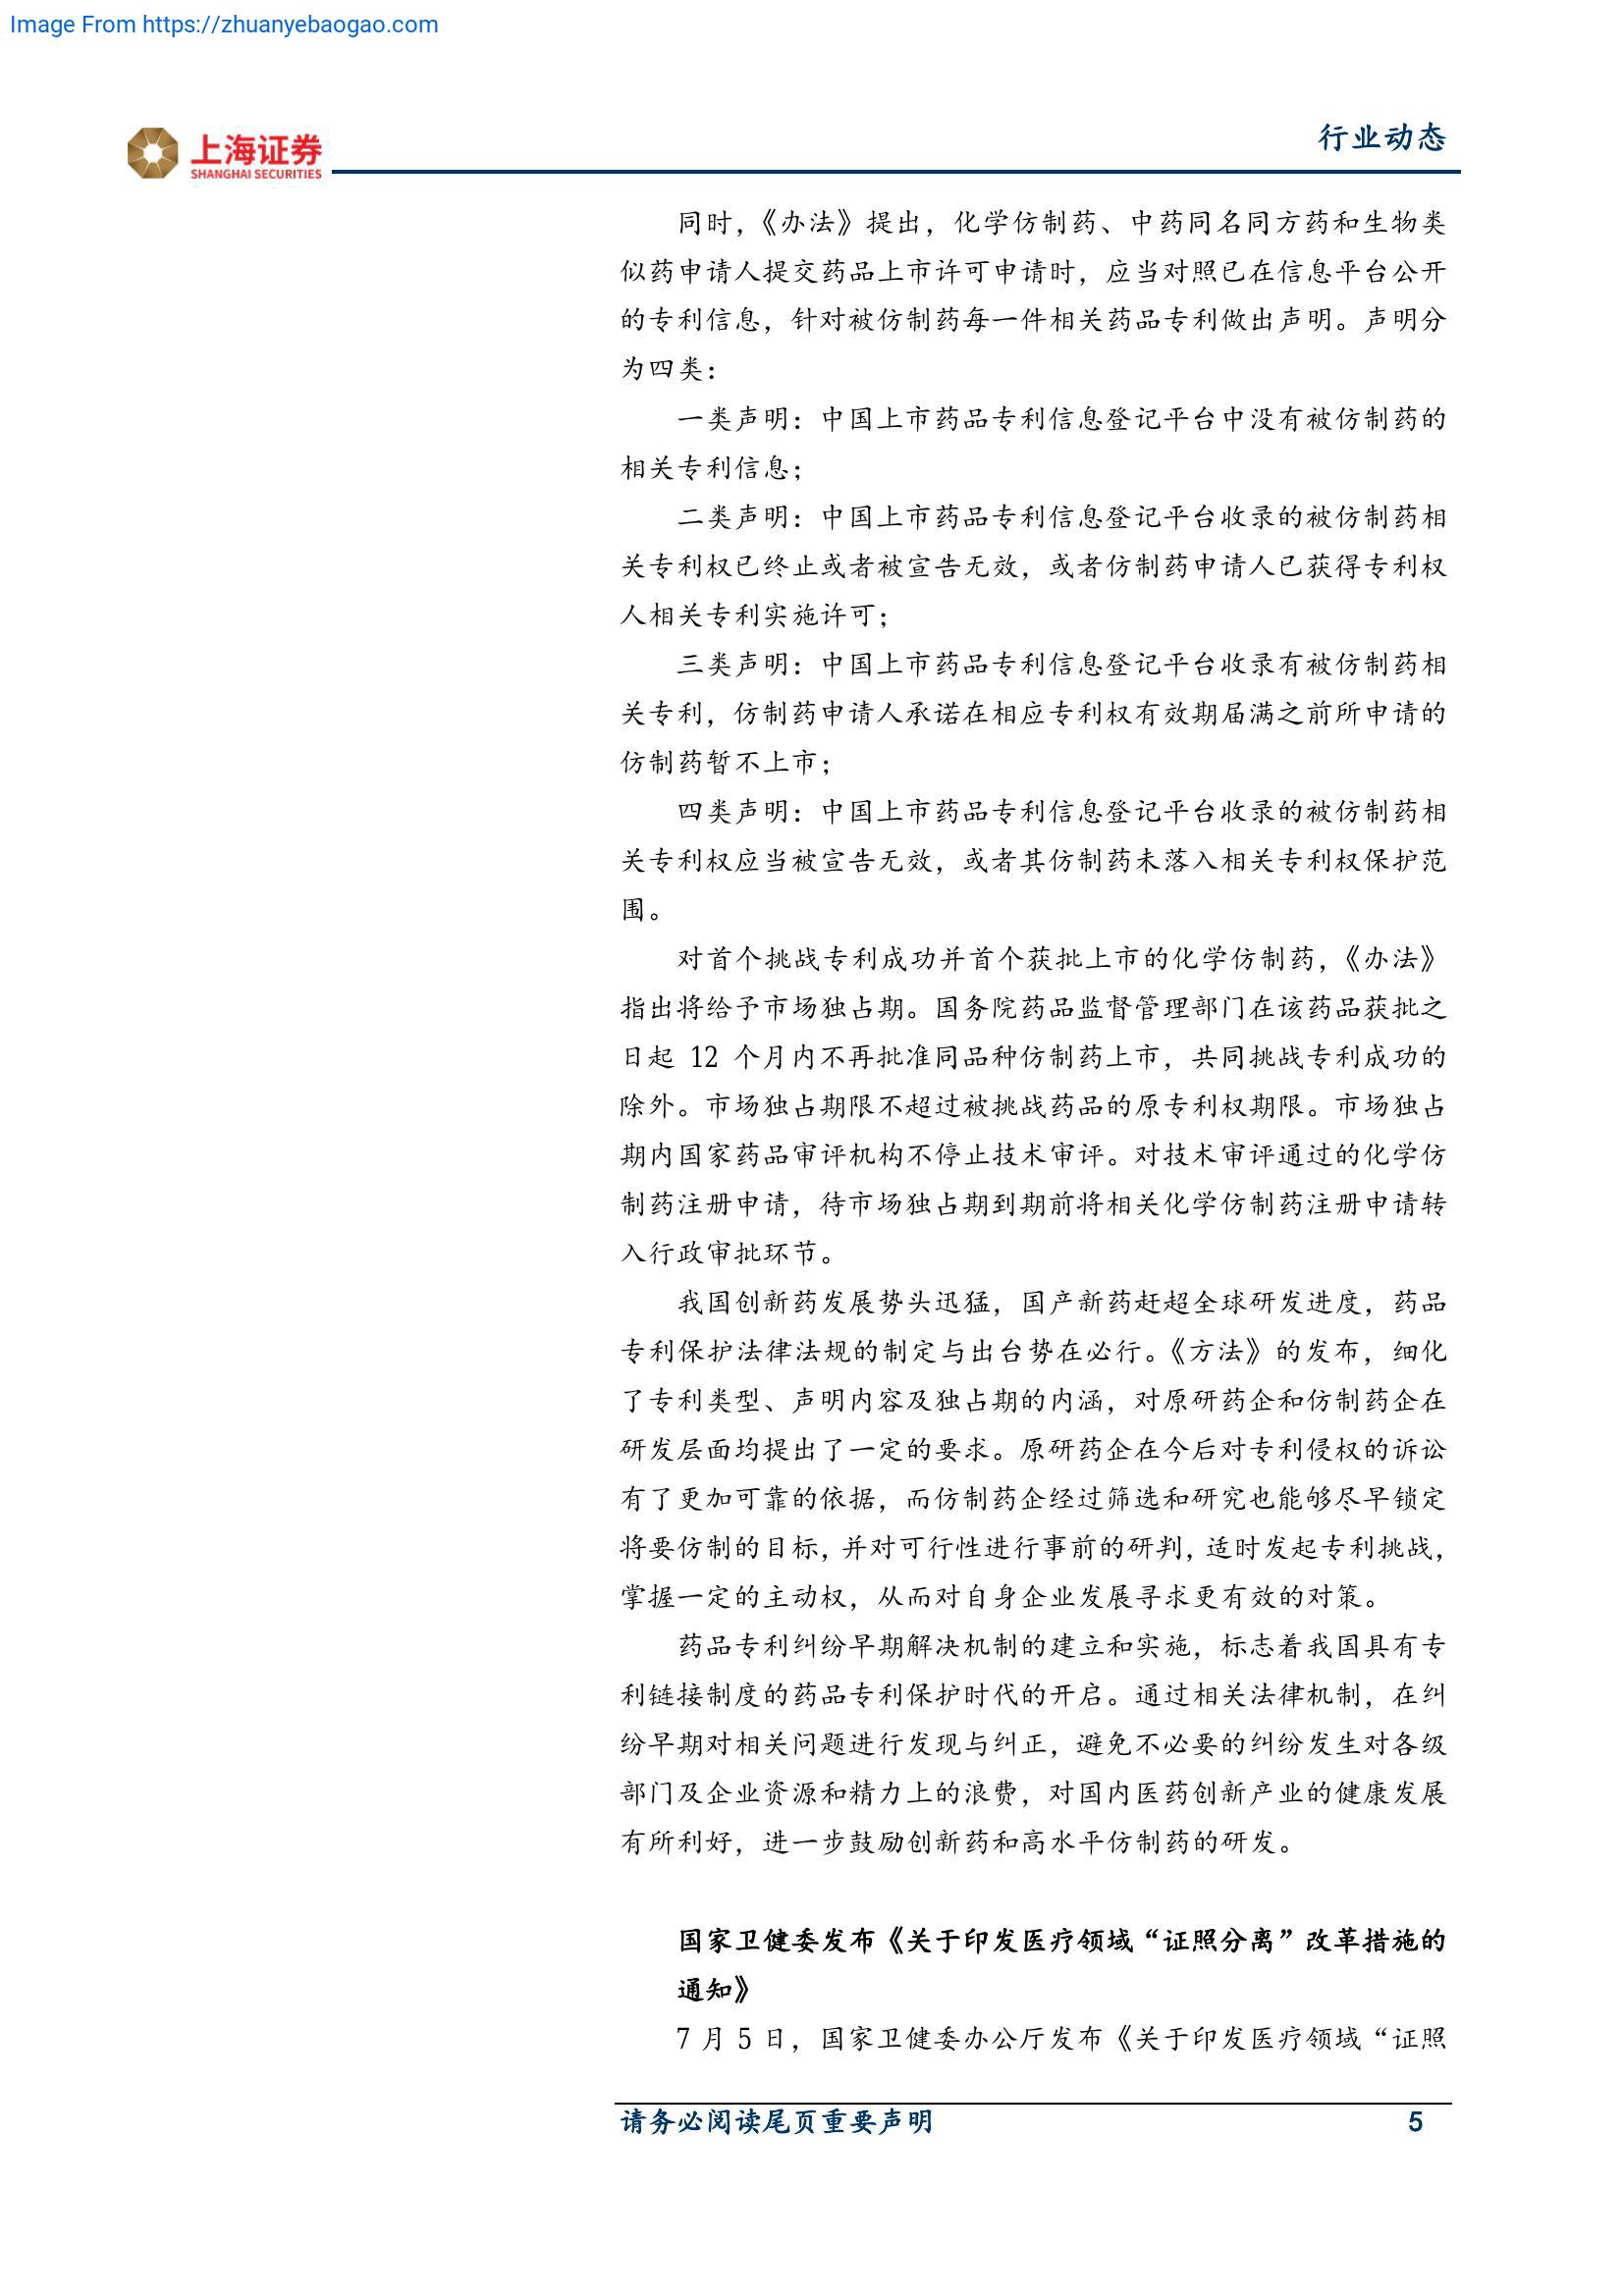 Image From https://zhuanyebaogao.com
上海证券
SHANGHAI SECURITIES
行业动态
同时，《办法》提出，化学仿制药、中药同名同方药和生物类
似药申请人提交药品上市许可申请时，应当对照已在信息平台公开
的专利信息，针对被仿制药每一件相关药品专利做出声明。声明分
为四类：
一类声明：中国上市药品专利信息登记平台中没有被仿制药的
相关专利信息；
二类声明：中国上市药品专利信息登记平台收录的被仿制药相
关专利权已终止或者被宣告无效，或者仿制药申请人已获得专利权
人相关专利实施许可；
三类声明：中国上市药品专利信息登记平台收录有被仿制药相
关专利，仿制药申请人承诺在相应专利权有效期届满之前所申请的
仿制药暂不上市；
四类声明：中国上市药品专利信息登记平台收录的被仿制药相
关专利权应当被宣告无效，或者其仿制药未落入相关专利权保护范
围。
对首个挑战专利成功并首个获批上市的化学仿制药，《办法》
指出将给予市场独占期。国务院药品监督管理部门在该药品获批之
日起 12 个月内不再批准同品种仿制药上市，共同挑战专利成功的
除外。市场独占期限不超过被挑战药品的原专利权期限。市场独占
期内国家药品审评机构不停止技术审评。对技术审评通过的化学仿
制药注册申请，待市场独占期到期前将相关化学仿制药注册申请转
入行政审批环节。
我国创新药发展势头迅猛，国产新药赶超全球研发进度，药品
专利保护法律法规的制定与出台势在必行。《方法》的发布，细化
了专利类型、声明内容及独占期的内涵，对原研药企和仿制药企在
研发层面均提出了一定的要求。原研药企在今后对专利侵权的诉讼
有了更加可靠的依据，而仿制药企经过筛选和研究也能够尽早锁定
将要仿制的目标，并对可行性进行事前的研判，适时发起专利挑战，
掌握一定的主动权，从而对自身企业发展寻求更有效的对策。
药品专利纠纷早期解决机制的建立和实施，标志着我国具有专
利链接制度的药品专利保护时代的开启。通过相关法律机制，在纠
纷早期对相关问题进行发现与纠正，避免不必要的纠纷发生对各级
部门及企业资源和精力上的浪费，对国内医药创新产业的健康发展
有所利好，进一步鼓励创新药和高水平仿制药的研发。
国家卫健委发布《关于印发医疗领域“证照分离”改革措施的
通知》
7 月 5 日，国家卫健委办公厅发布《关于印发医疗领域“证照
请务必阅读尾页重要声明 5